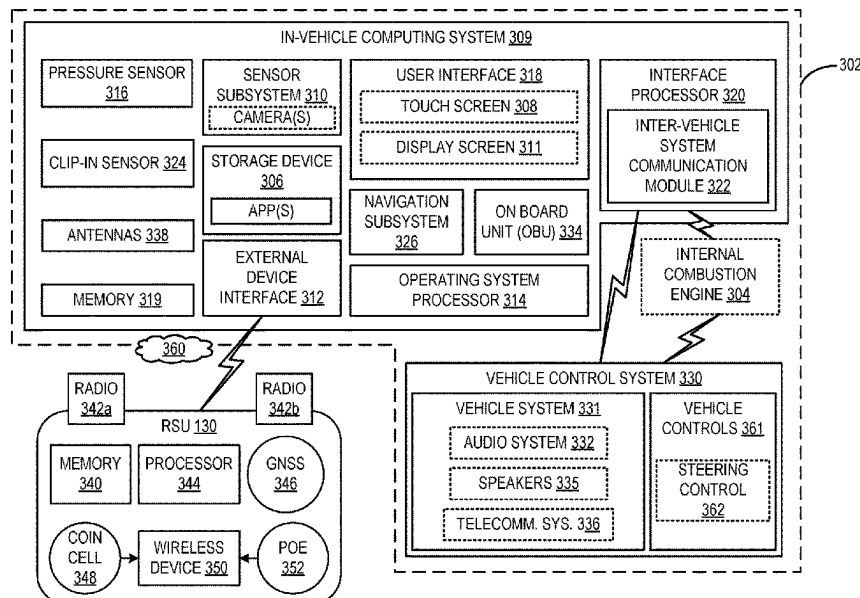 IN-VEHICLE COMPUTING SYSTEM 309
302
PRESSURE SENSOR
316
CLIP-IN SENSOR 324
ANTENNAS 338
MEMORY 319
SENSOR
SUBSYSTEM 310
CAMERA(S)
STORAGE DEVICE
306
APP(S)
EXTERNAL
DEVICE
INTERFACE 312
USER INTERFACE 318
TOUCH SCREEN 308
DISPLAY SCREEN 311
NAVIGATION
SUBSYSTEM
326
ON BOARD
UNIT (OBU) 334
OPERATING SYSTEM
PROCESSOR 314
INTERFACE
PROCESSOR 320
INTER-VEHICLE
SYSTEM
COMMUNICATION
MODULE 322
INTERNAL
COMBUSTION
ENGINE 304
360
RADIO
342a
RADIO
342b
RSU 130
MEMORY
340
PROCESSOR
344
GNSS
346
COIN
CELL
348
WIRELESS
DEVICE 350
POE
352
VEHICLE CONTROL SYSTEM 330
VEHICLE SYSTEM 331
AUDIO SYSTEM 332
SPEAKERS 335
TELECOMM. SYS. 336
VEHICLE
CONTROLS 361
STEERING
CONTROL
362